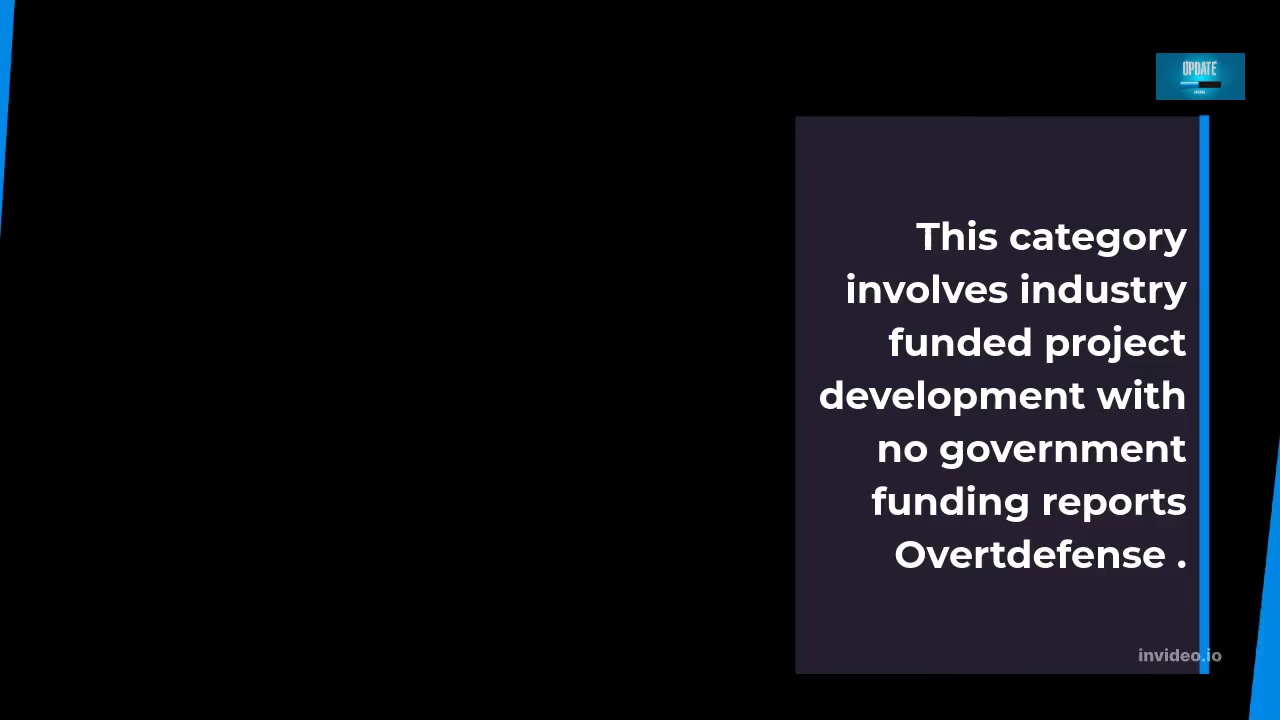 UPDATE
This category
involves industry
funded project
development with
no government
funding reports
Overtdefense .
invideo.io